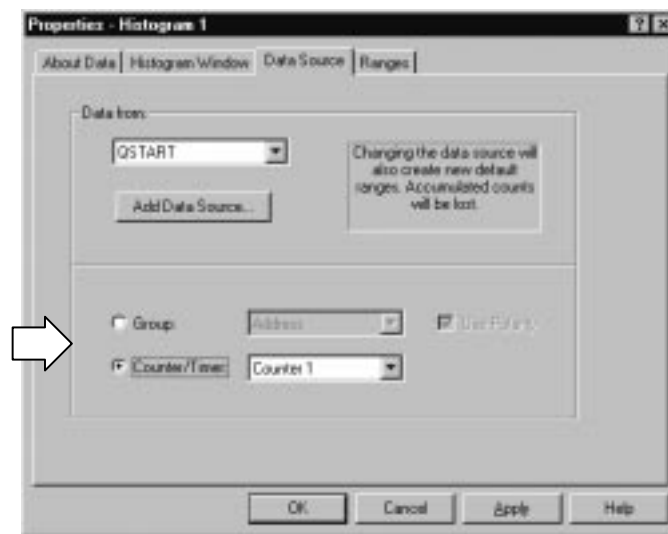 Properties - Histogram 1
About Data Histogram Window Data Source Ranges
Data from:
QSTART
Add Data Source...
Changing the data source will
also create new default
ranges. Accumulated counts
will be lost.
Group: Address Use Polarity
Counter/Timer: Counter 1
OK Cancel Apply Help